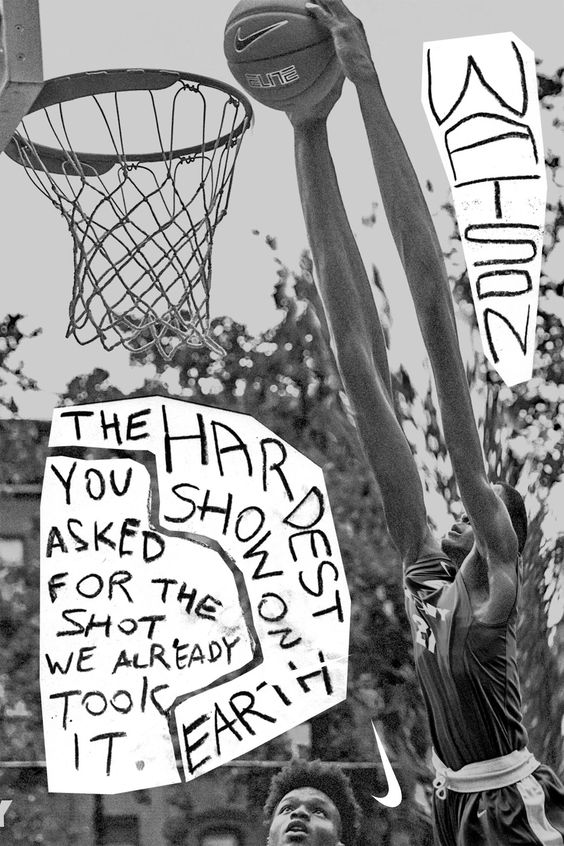 ELITE
WATSON
THE HARDEST
SHOW ON
EARTH
YOU
ASKED
FOR THE
SHOT
WE ALREADY
TOOK
IT.
Y